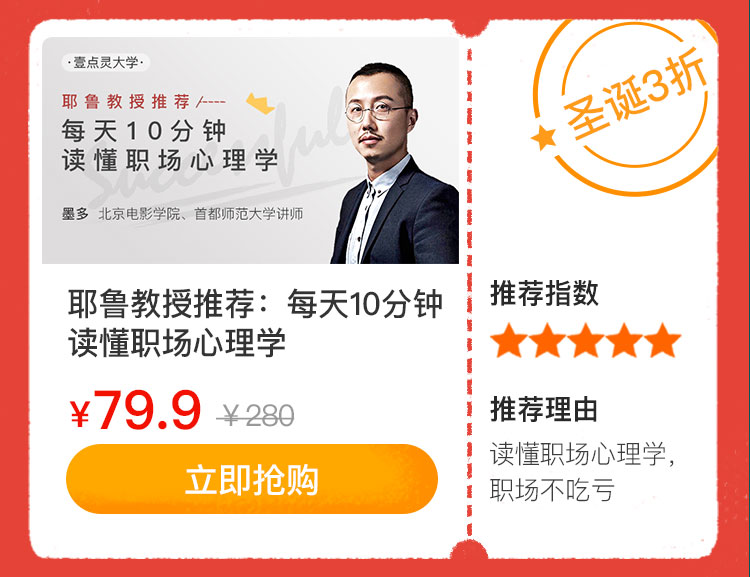 ·壹点灵大学·
耶鲁教授推荐/----
每天10分钟
读懂职场心理学
Successful
墨多 北京电影学院、首都师范大学讲师
耶鲁教授推荐：每天10分钟
读懂职场心理学
¥79.9 ¥280
立即抢购
圣诞3折
推荐指数
推荐理由
读懂职场心理学，
职场不吃亏